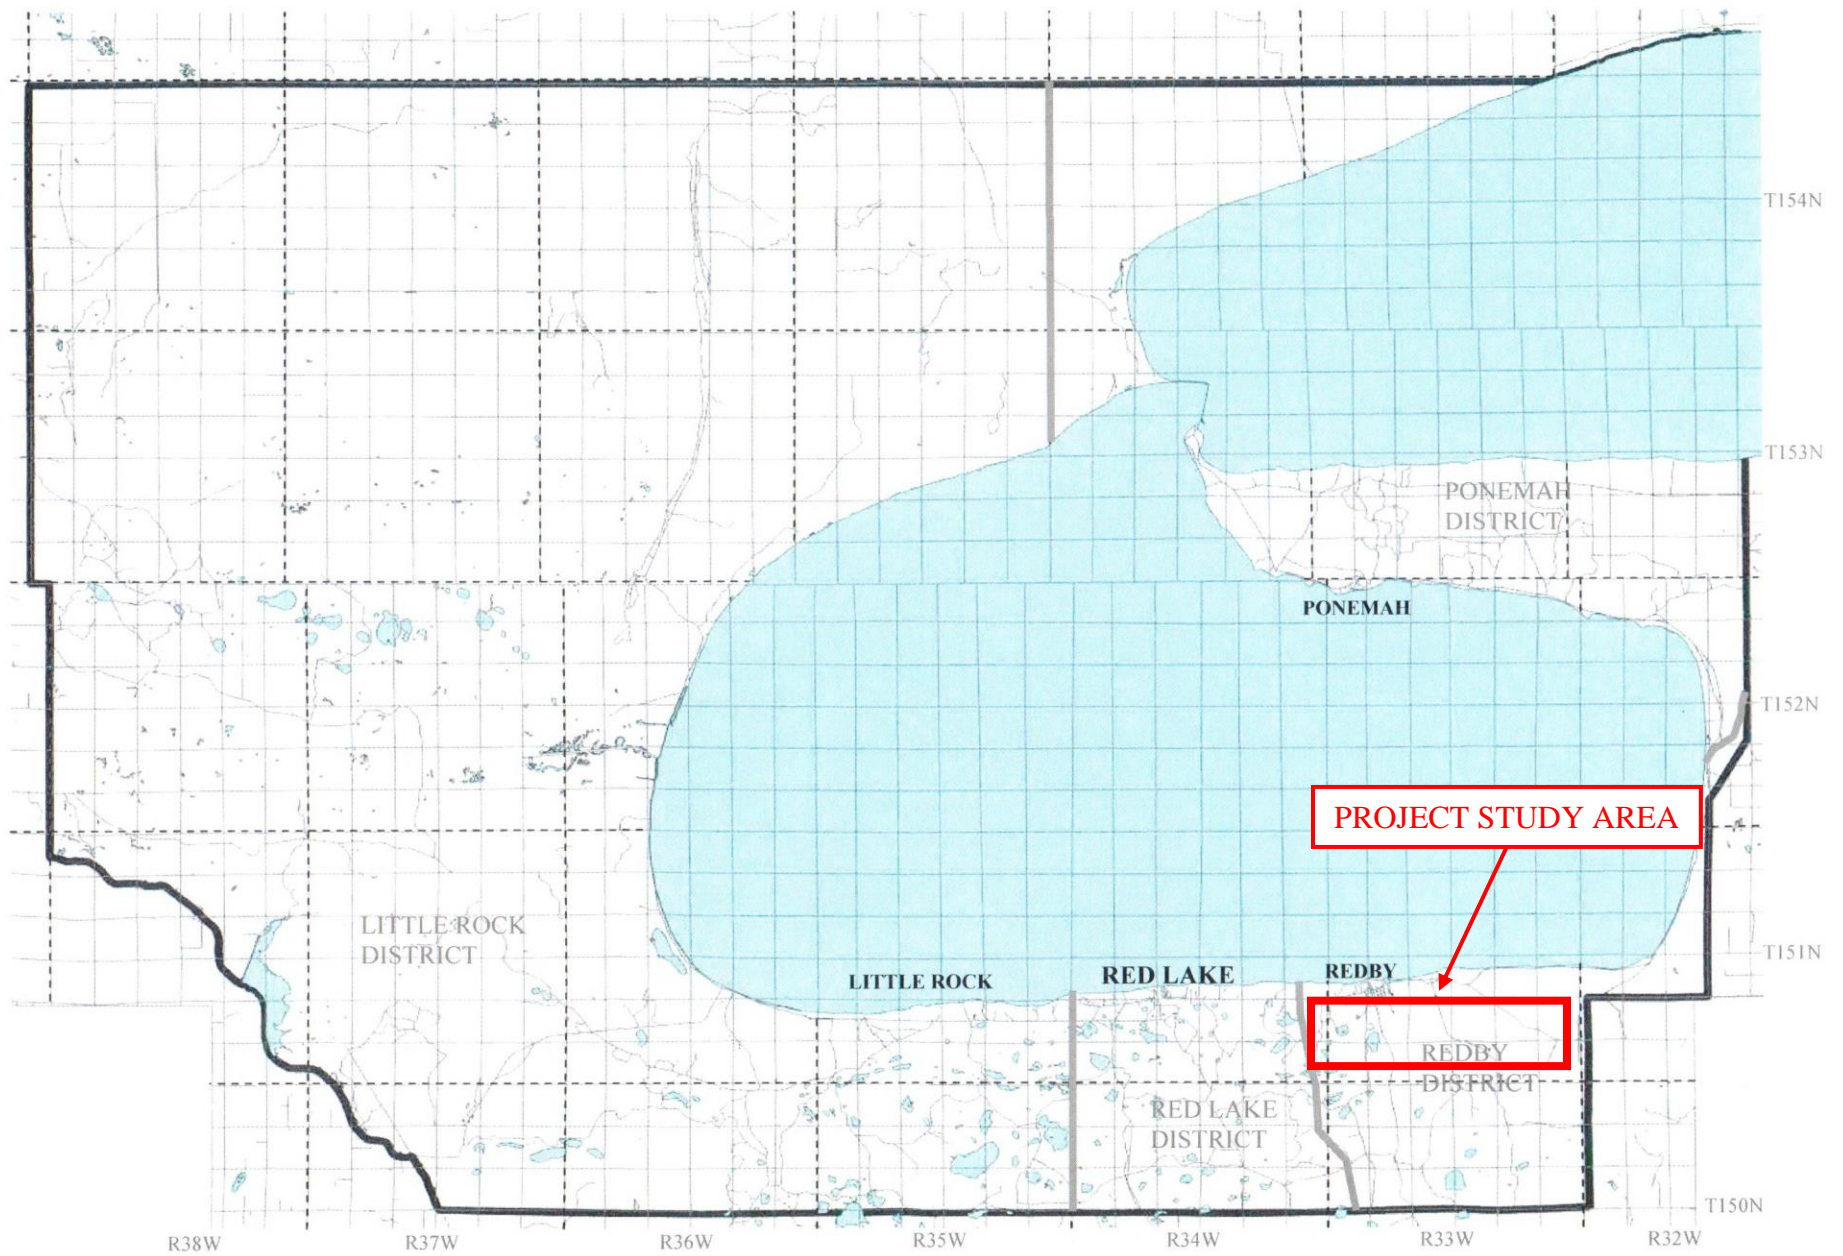 T154N
T153N
PONEMAH
DISTRICT
PONEMAH
T152N
PROJECT STUDY AREA
LITTLE ROCK
DISTRICT
T151N
LITTLE ROCK
RED LAKE
REDBY
REDBY
DISTRICT
RED LAKE
DISTRICT
T150N
R38W
R37W
R36W
R35W
R34W
R33W
R32W